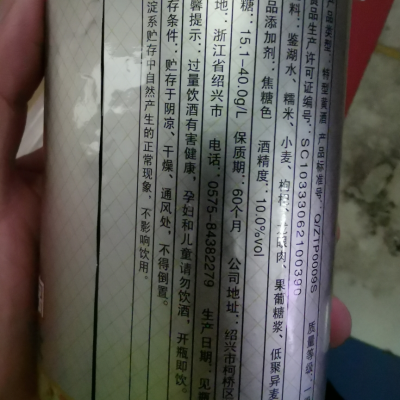 产品类型：特型黄酒 产品标准号：Q/ZTP0009S 质量等级：
食品生产许可证编号：SC10333062100390
料：鉴湖水、糯米、小麦、枸杞、龙眼肉、果葡糖浆、低聚异麦
品添加剂：焦糖色 酒精度：10.0%vol
糖：15.1-40.0g/L 保质期：60个月 公司地址：绍兴市柯桥区
地：浙江省绍兴市 电话：0575-84382279 生产日期：见
馨提示：过量饮酒有害健康，孕妇和儿童请勿饮酒，开瓶即饮。
存条件：贮存于阴凉、干燥、通风处，不得倒置。
淀系贮存中自然产生的正常现象，不影响饮用。